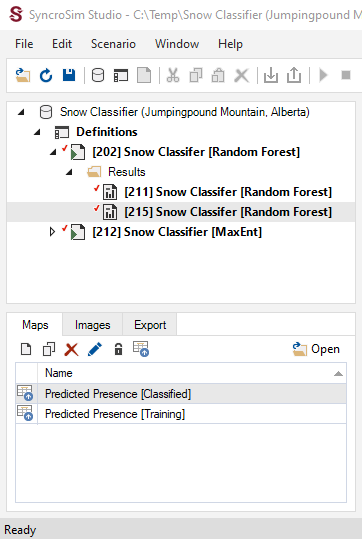 SyncroSim Studio - C:\Temp\Snow Classifier (Jumpingpound Mountain,
File Edit Scenario Window Help
Snow Classifier (Jumpingpound Mountain, Alberta)
Definitions
[202] Snow Classifer [Random Forest]
Results
[211] Snow Classifer [Random Forest]
[215] Snow Classifer [Random Forest]
[212] Snow Classifier [MaxEnt]
Maps Images Export
Open
Name
Predicted Presence [Classified]
Predicted Presence [Training]
Ready